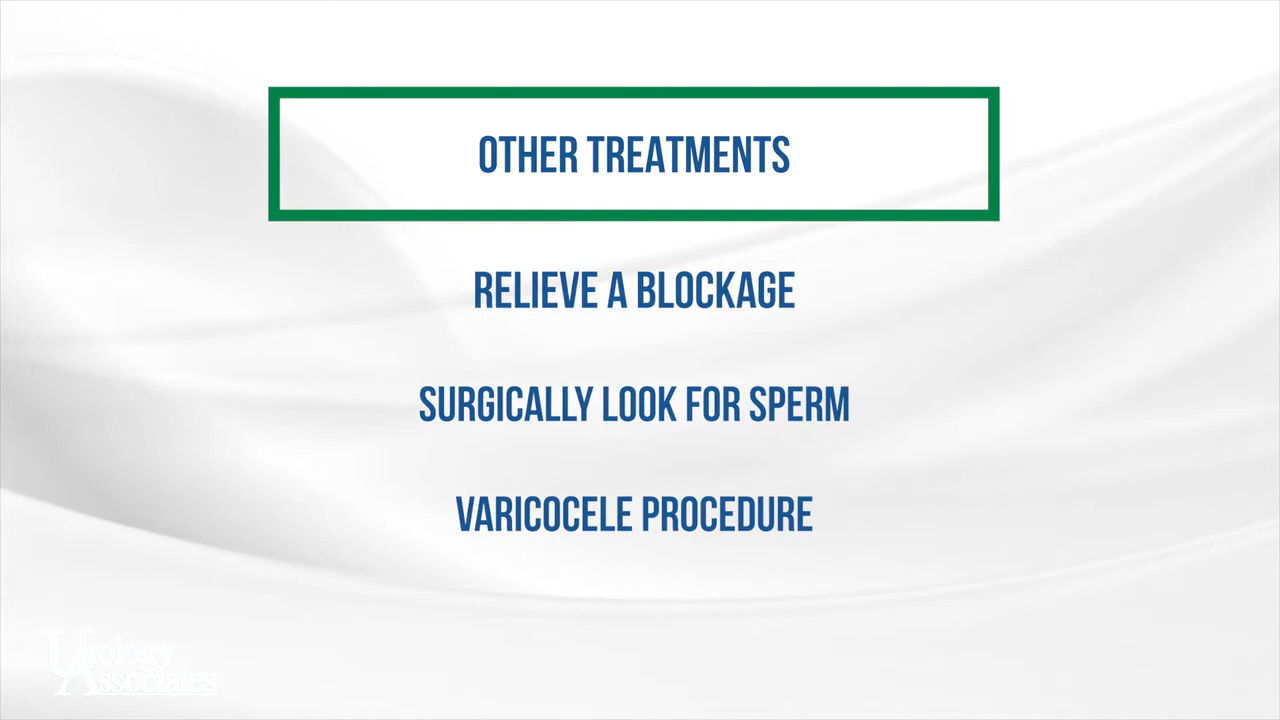 OTHER TREATMENTS
RELIEVE A BLOCKAGE
SURGICALLY LOOK FOR SPERM
VARICOCELE PROCEDURE
Urology
Associates